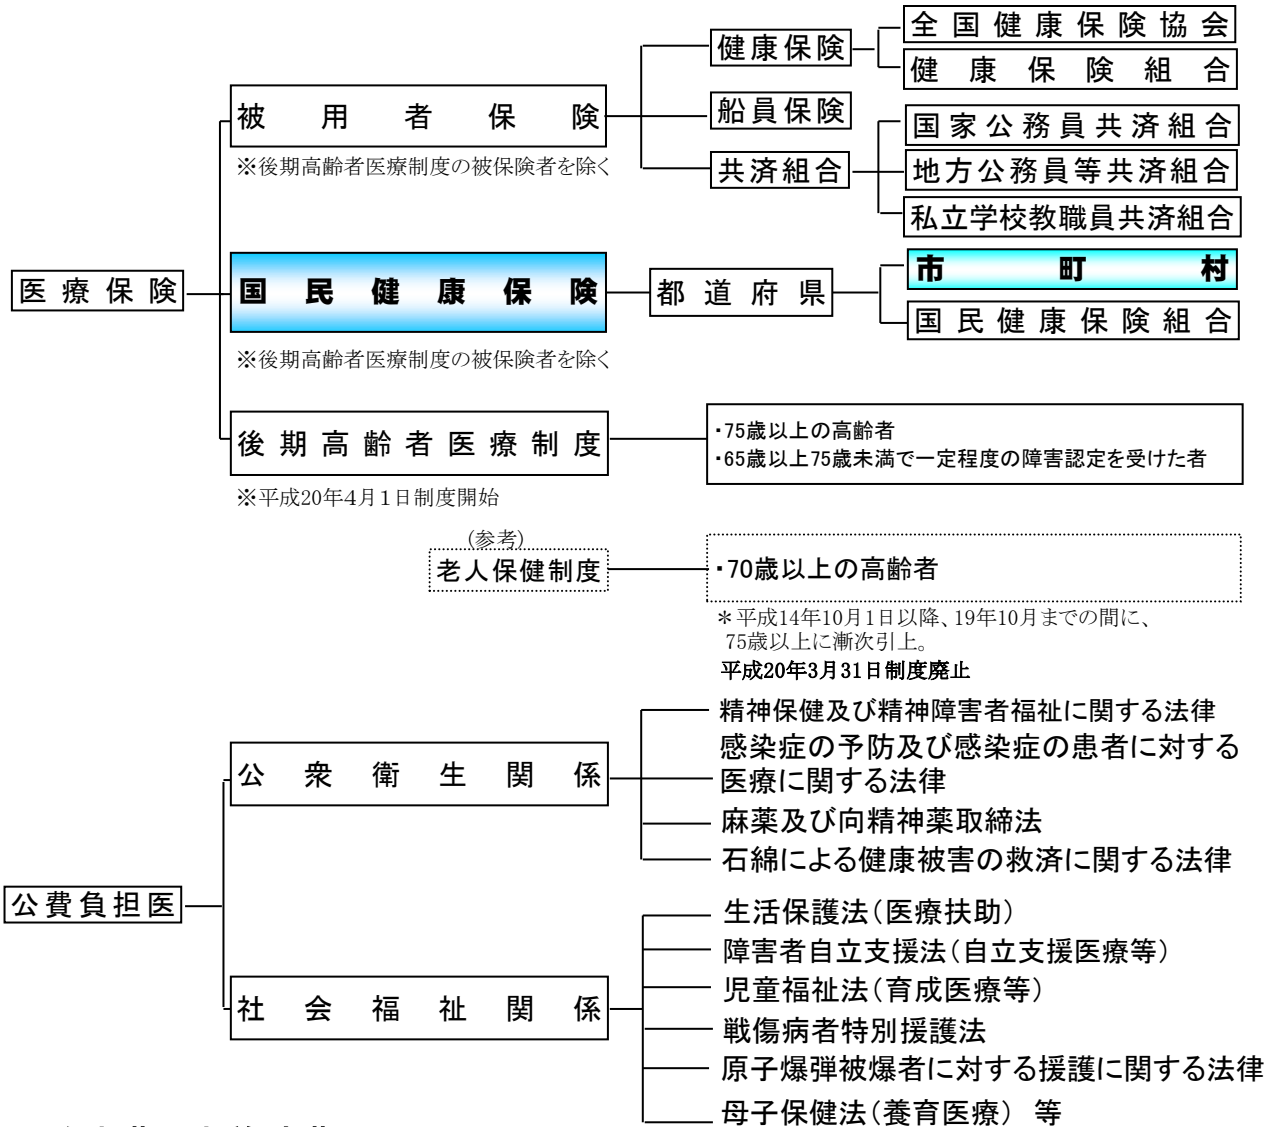 医療保険
被用者保険
※後期高齢者医療制度の被保険者を除く
健康保険
全国健康保険協会
健康保険組合
船員保険
共済組合
国家公務員共済組合
地方公務員等共済組合
私立学校教職員共済組合
国民健康保険
※後期高齢者医療制度の被保険者を除く
都道府県
市町村
国民健康保険組合
後期高齢者医療制度
※平成20年4月1日制度開始
・75歳以上の高齢者
・65歳以上75歳未満で一定程度の障害認定を受けた者
(参考)
老人保健制度
・70歳以上の高齢者
＊平成14年10月1日以降、19年10月までの間に、
75歳以上に漸次引上。
平成20年3月31日制度廃止
公費負担医
公衆衛生関係
精神保健及び精神障害者福祉に関する法律
感染症の予防及び感染症の患者に対する
医療に関する法律
麻薬及び向精神薬取締法
石綿による健康被害の救済に関する法律
社会福祉関係
生活保護法(医療扶助)
障害者自立支援法(自立支援医療等)
児童福祉法(育成医療等)
戦傷病者特別援護法
原子爆弾被爆者に対する援護に関する法律
母子保健法(養育医療) 等